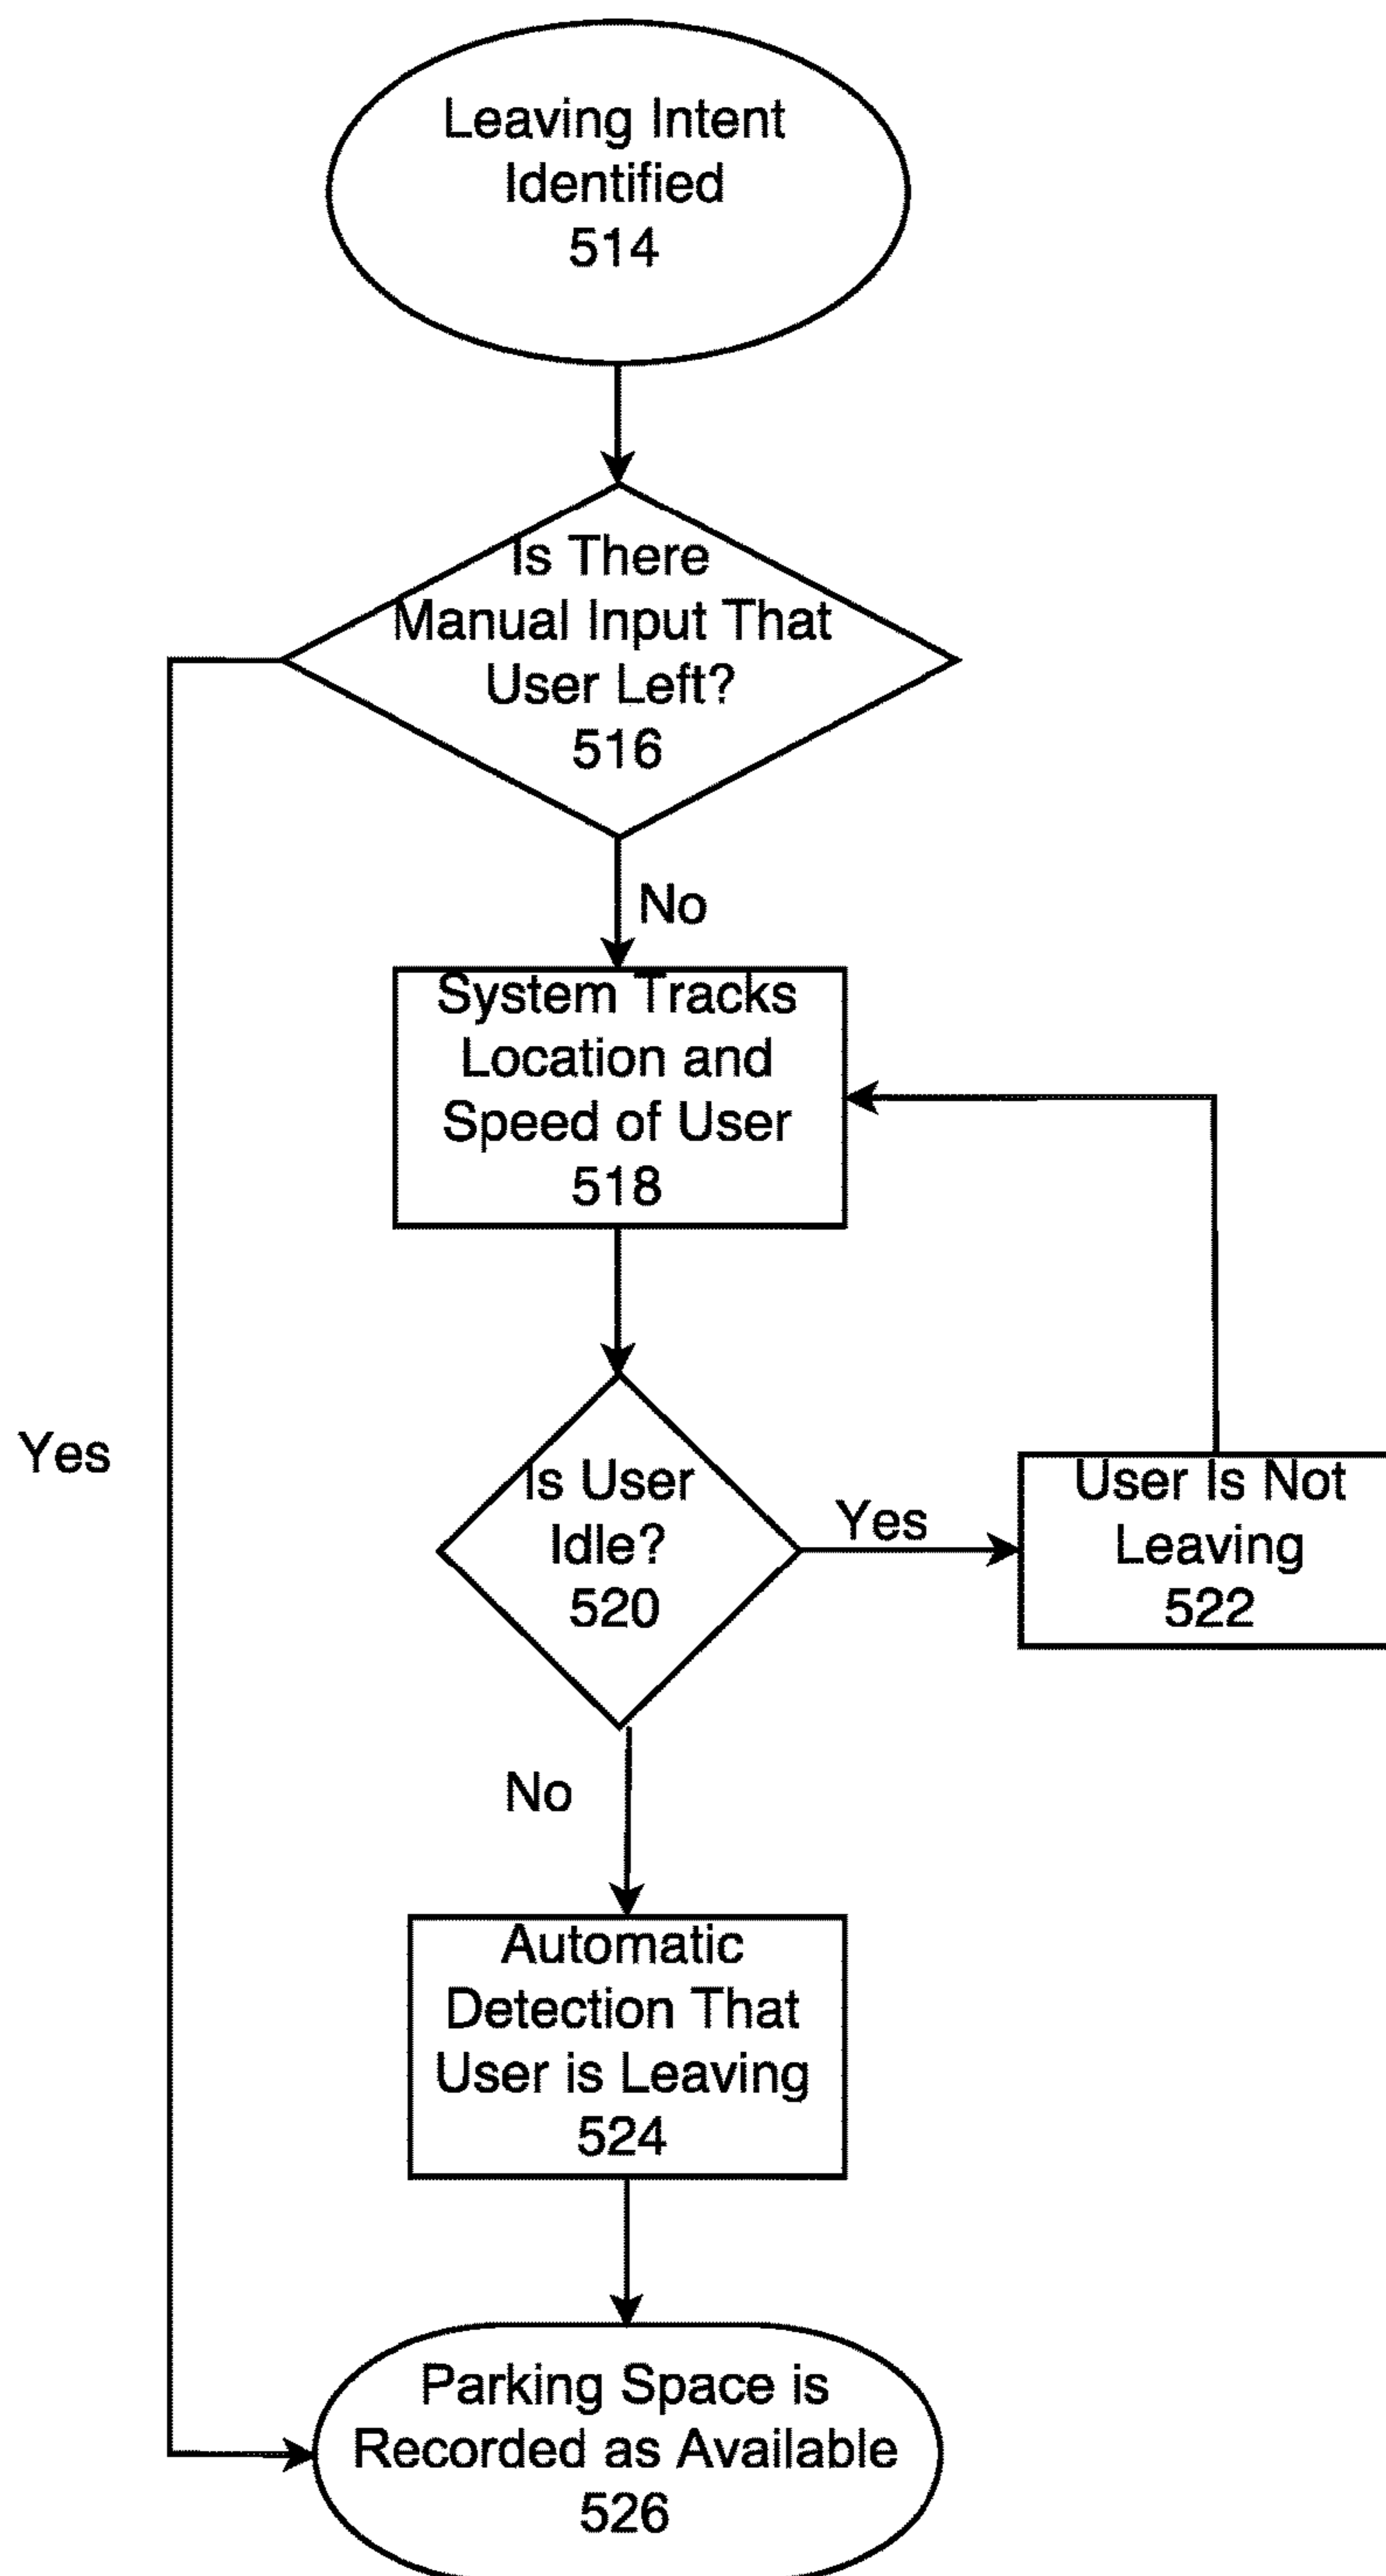 Leaving Intent
Identified
514
Is There
Manual Input That
User Left?
516
No
System Tracks
Location and
Speed of User
518
Yes
Is User
Idle?
520
Yes
User Is Not
Leaving
522
No
Automatic
Detection That
User is Leaving
524
Parking Space is
Recorded as Available
526